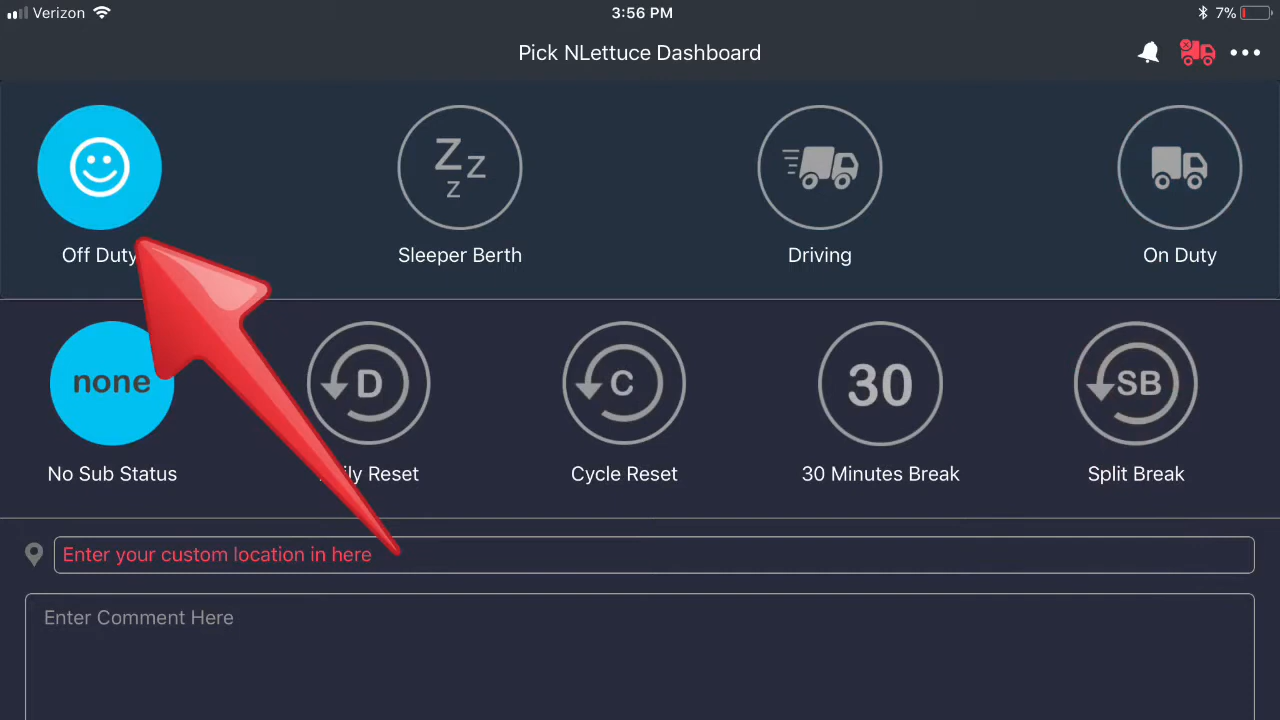 Verizon 3:56 PM 7%
Pick NLettuce Dashboard
Z Z Z
Off Duty Sleeper Berth Driving On Duty
none D C 30 SB
No Sub Status ily Reset Cycle Reset 30 Minutes Break Split Break
Enter your custom location in here
Enter Comment Here